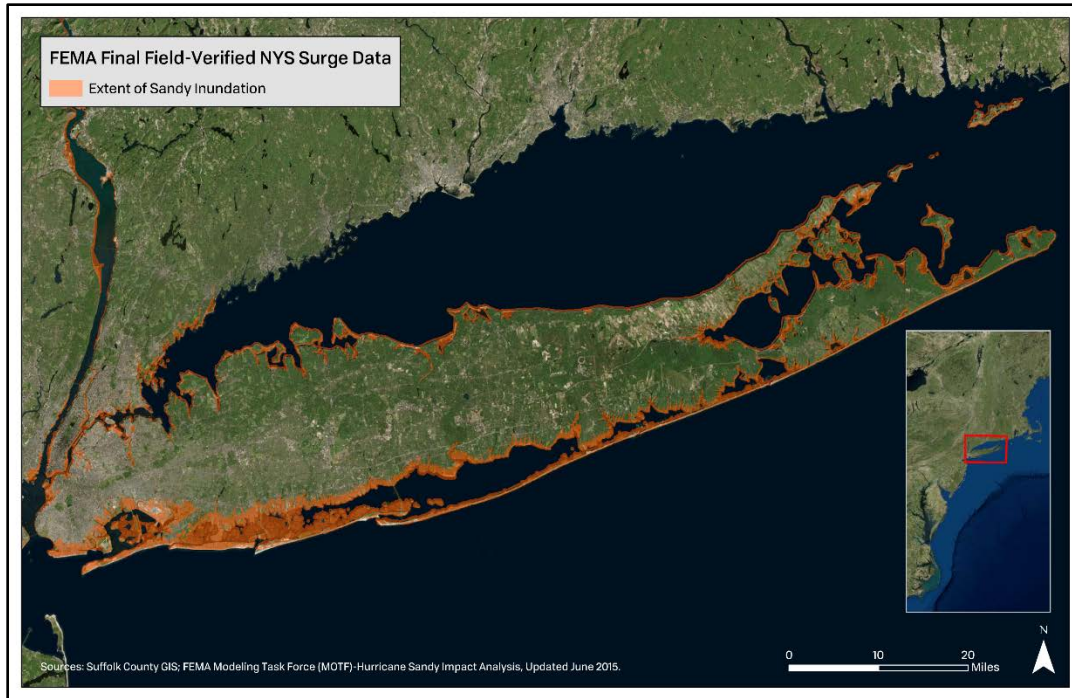 FEMA Final Field-Verified NYS Surge Data
Extent of Sandy Inundation
N
Sources: Suffolk County GIS; FEMA Modeling Task Force (MOTF)-Hurricane Sandy Impact Analysis, Updated June 2015.
0 10 20
Miles